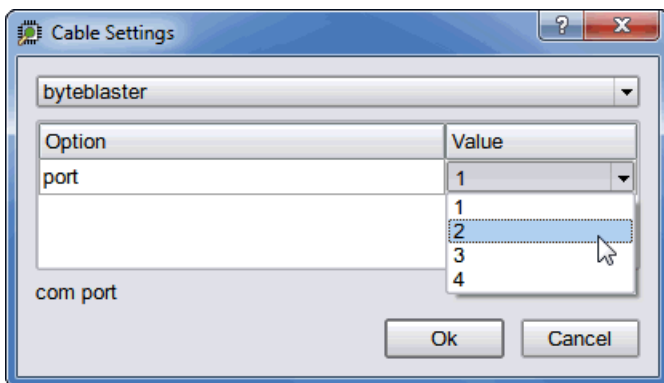 Cable Settings
?
X
byteblaster
Option Value
port 1
1
2
3
4
com port
Ok Cancel